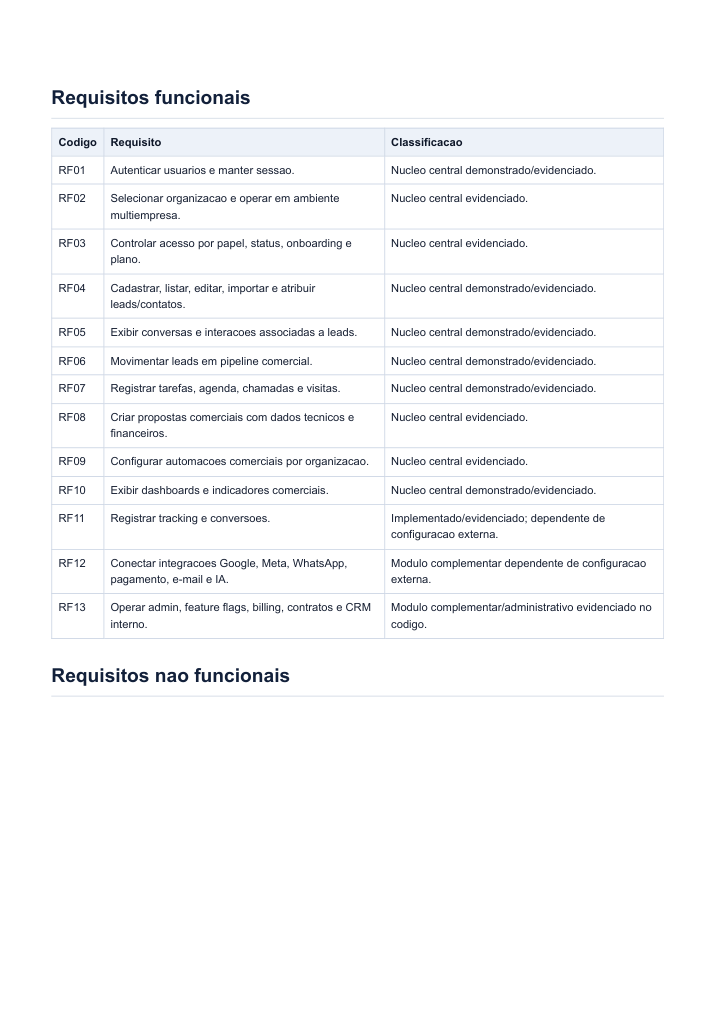 Requisitos funcionais
Codigo Requisito Classificacao
RF01 Autenticar usuarios e manter sessao. Nucleo central demonstrado/evidenciado.
RF02 Selecionar organizacao e operar em ambiente Nucleo central evidenciado.
multiempresa.
RF03 Controlar acesso por papel, status, onboarding e Nucleo central evidenciado.
plano.
RF04 Cadastrar, listar, editar, importar e atribuir Nucleo central demonstrado/evidenciado.
leads/contatos.
RF05 Exibir conversas e interacoes associadas a leads. Nucleo central demonstrado/evidenciado.
RF06 Movimentar leads em pipeline comercial. Nucleo central demonstrado/evidenciado.
RF07 Registrar tarefas, agenda, chamadas e visitas. Nucleo central demonstrado/evidenciado.
RF08 Criar propostas comerciais com dados tecnicos e Nucleo central evidenciado.
financeiros.
RF09 Configurar automacoes comerciais por organizacao. Nucleo central evidenciado.
RF10 Exibir dashboards e indicadores comerciais. Nucleo central demonstrado/evidenciado.
RF11 Registrar tracking e conversoes. Implementado/evidenciado; dependente de
configuracao externa.
RF12 Conectar integracoes Google, Meta, WhatsApp, Modulo complementar dependente de configuracao
pagamento, e-mail e IA. externa.
RF13 Operar admin, feature flags, billing, contratos e CRM Modulo complementar/administrativo evidenciado no
interno. codigo.
Requisitos nao funcionais